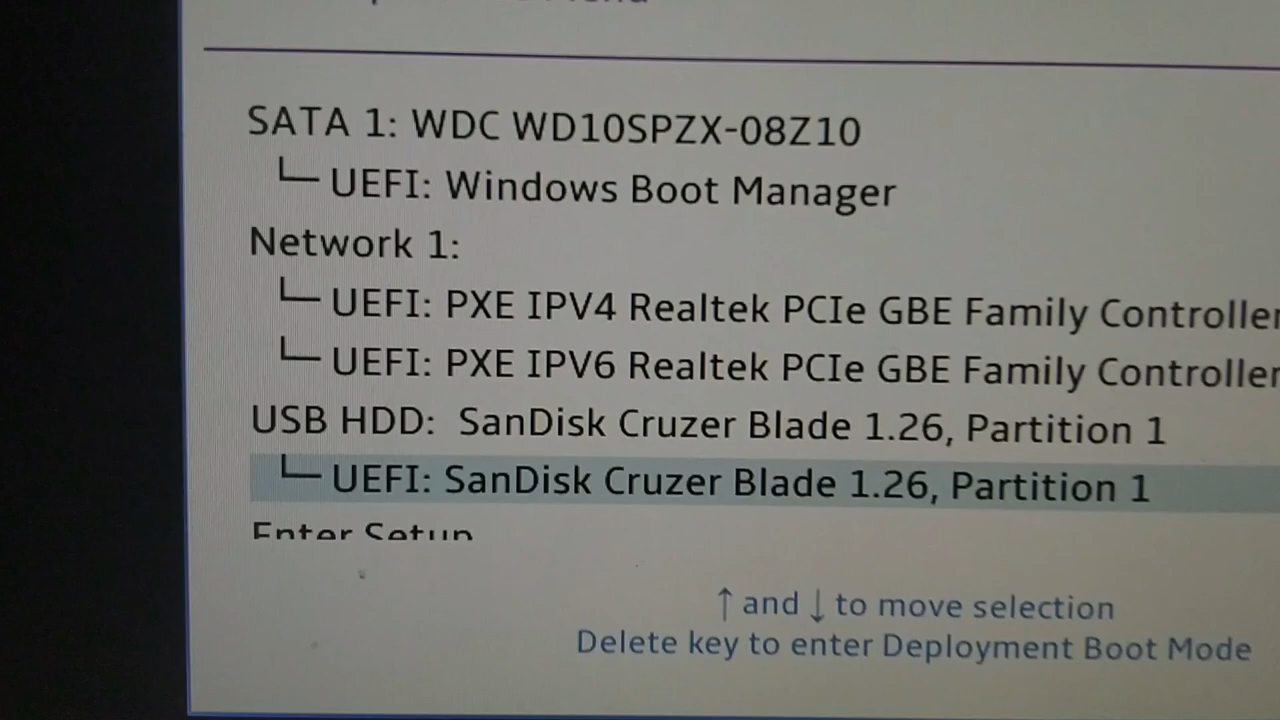 SATA 1: WDC WD10SPZX-08Z10
UEFI: Windows Boot Manager
Network 1:
UEFI: PXE IPV4 Realtek PCIe GBE Family Controller
UEFI: PXE IPV6 Realtek PCIe GBE Family Controller
USB HDD: SanDisk Cruzer Blade 1.26, Partition 1
UEFI: SanDisk Cruzer Blade 1.26, Partition 1
Enter Setup
↑ and ↓ to move selection
Delete key to enter Deployment Boot Mode